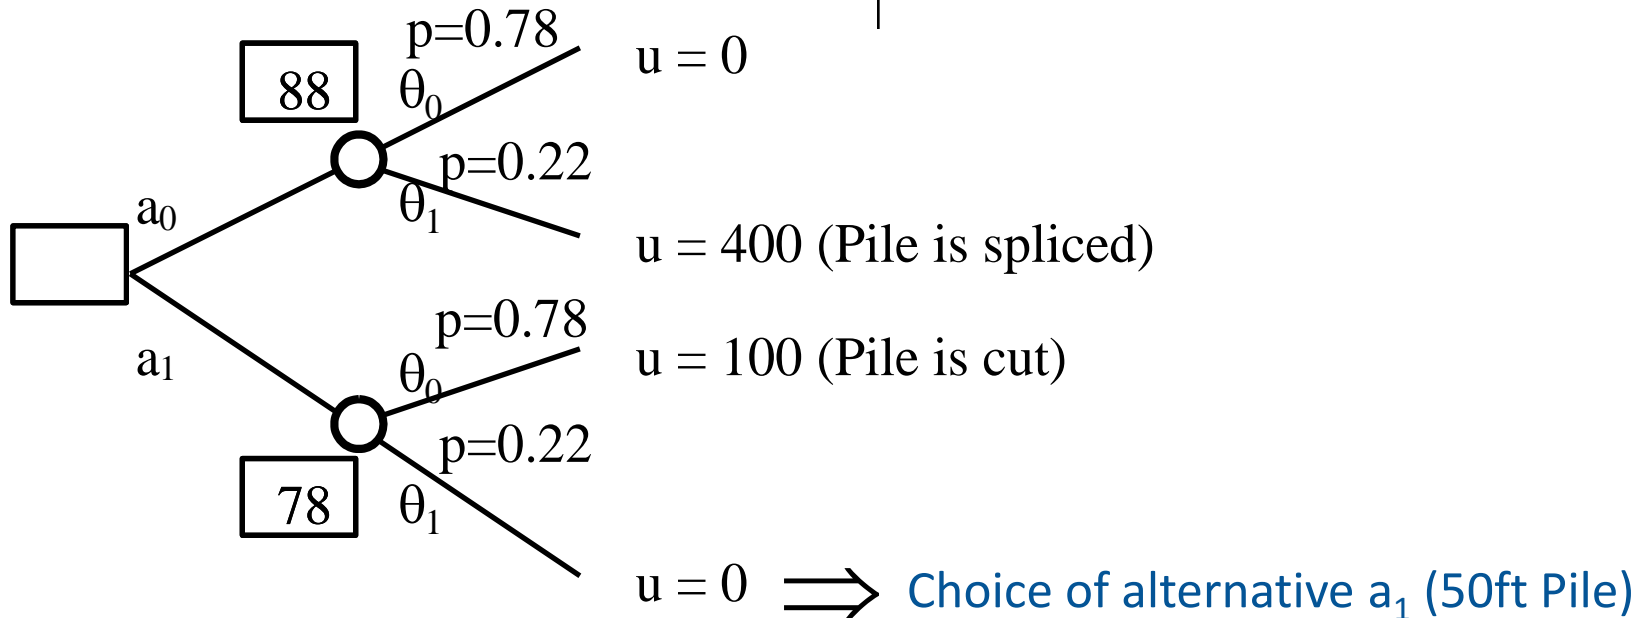 p=0.78
88
θ0
u = 0
p=0.22
θ1
a0
u = 400 (Pile is spliced)
p=0.78
a1
θ0
u = 100 (Pile is cut)
p=0.22
78
θ1
u = 0 ⇒ Choice of alternative a1 (50ft Pile)